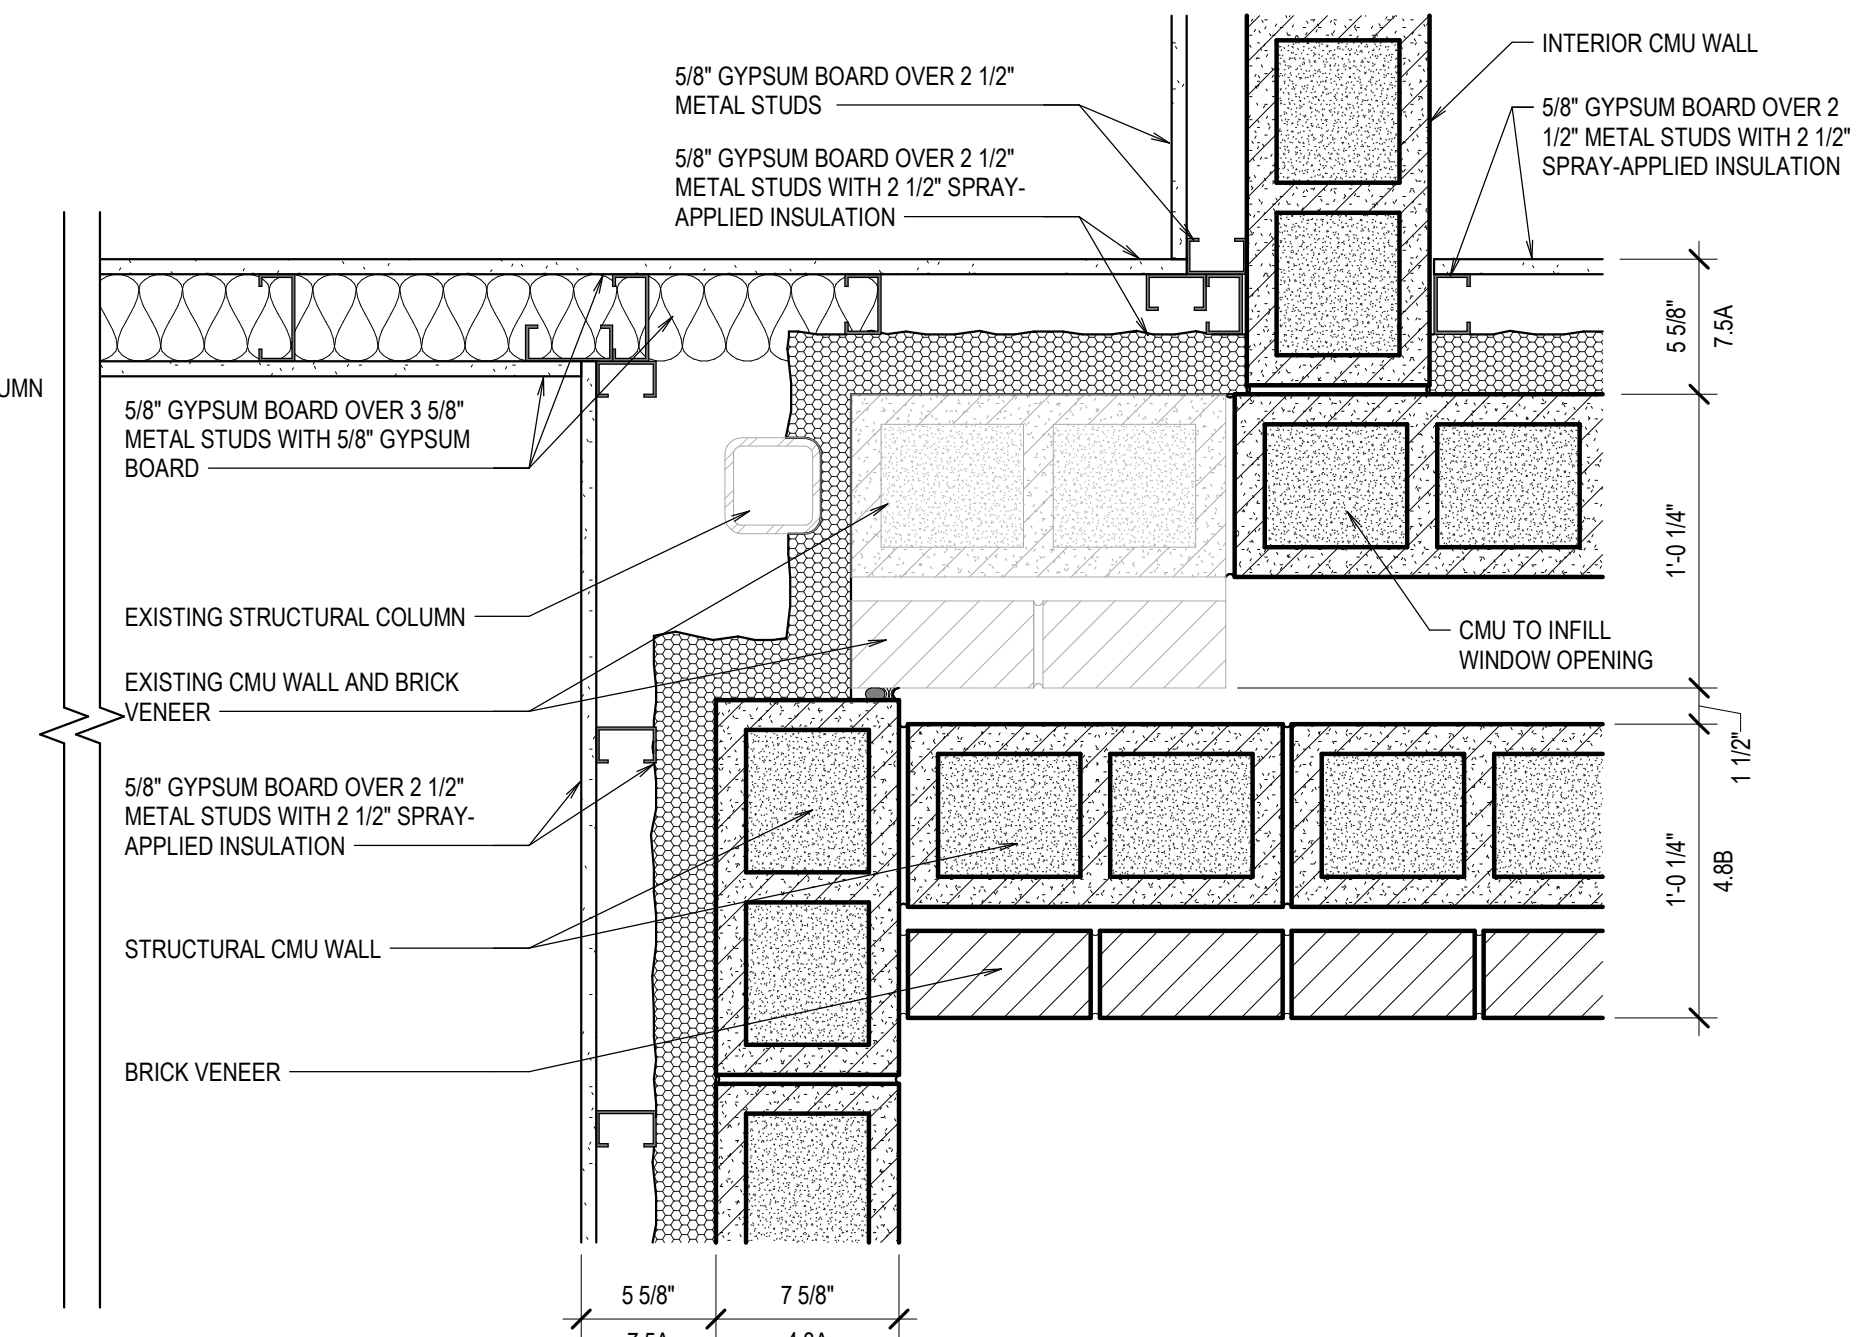 INTERIOR CMU WALL
5/8" GYPSUM BOARD OVER 2 1/2"
METAL STUDS
5/8" GYPSUM BOARD OVER 2
1/2" METAL STUDS WITH 2 1/2"
SPRAY-APPLIED INSULATION
5/8" GYPSUM BOARD OVER 2 1/2"
METAL STUDS WITH 2 1/2" SPRAY-
APPLIED INSULATION
5 5/8"
7.5A
UMN
5/8" GYPSUM BOARD OVER 3 5/8"
METAL STUDS WITH 5/8" GYPSUM
BOARD
1'-0 1/4"
EXISTING STRUCTURAL COLUMN
CMU TO INFILL
WINDOW OPENING
EXISTING CMU WALL AND BRICK
VENEER
1 1/2"
5/8" GYPSUM BOARD OVER 2 1/2"
METAL STUDS WITH 2 1/2" SPRAY-
APPLIED INSULATION
1'-0 1/4"
4.8B
STRUCTURAL CMU WALL
BRICK VENEER
5 5/8"
7 5/8"
7.5A